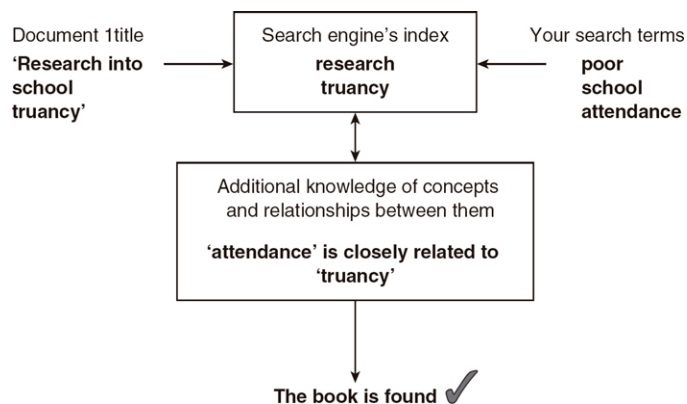 Document 1title
‘Research into
school
truancy’
Search engine’s index
research
truancy
Your search terms
poor
school
attendance
Additional knowledge of concepts
and relationships between them
‘attendance’ is closely related to
‘truancy’
The book is found